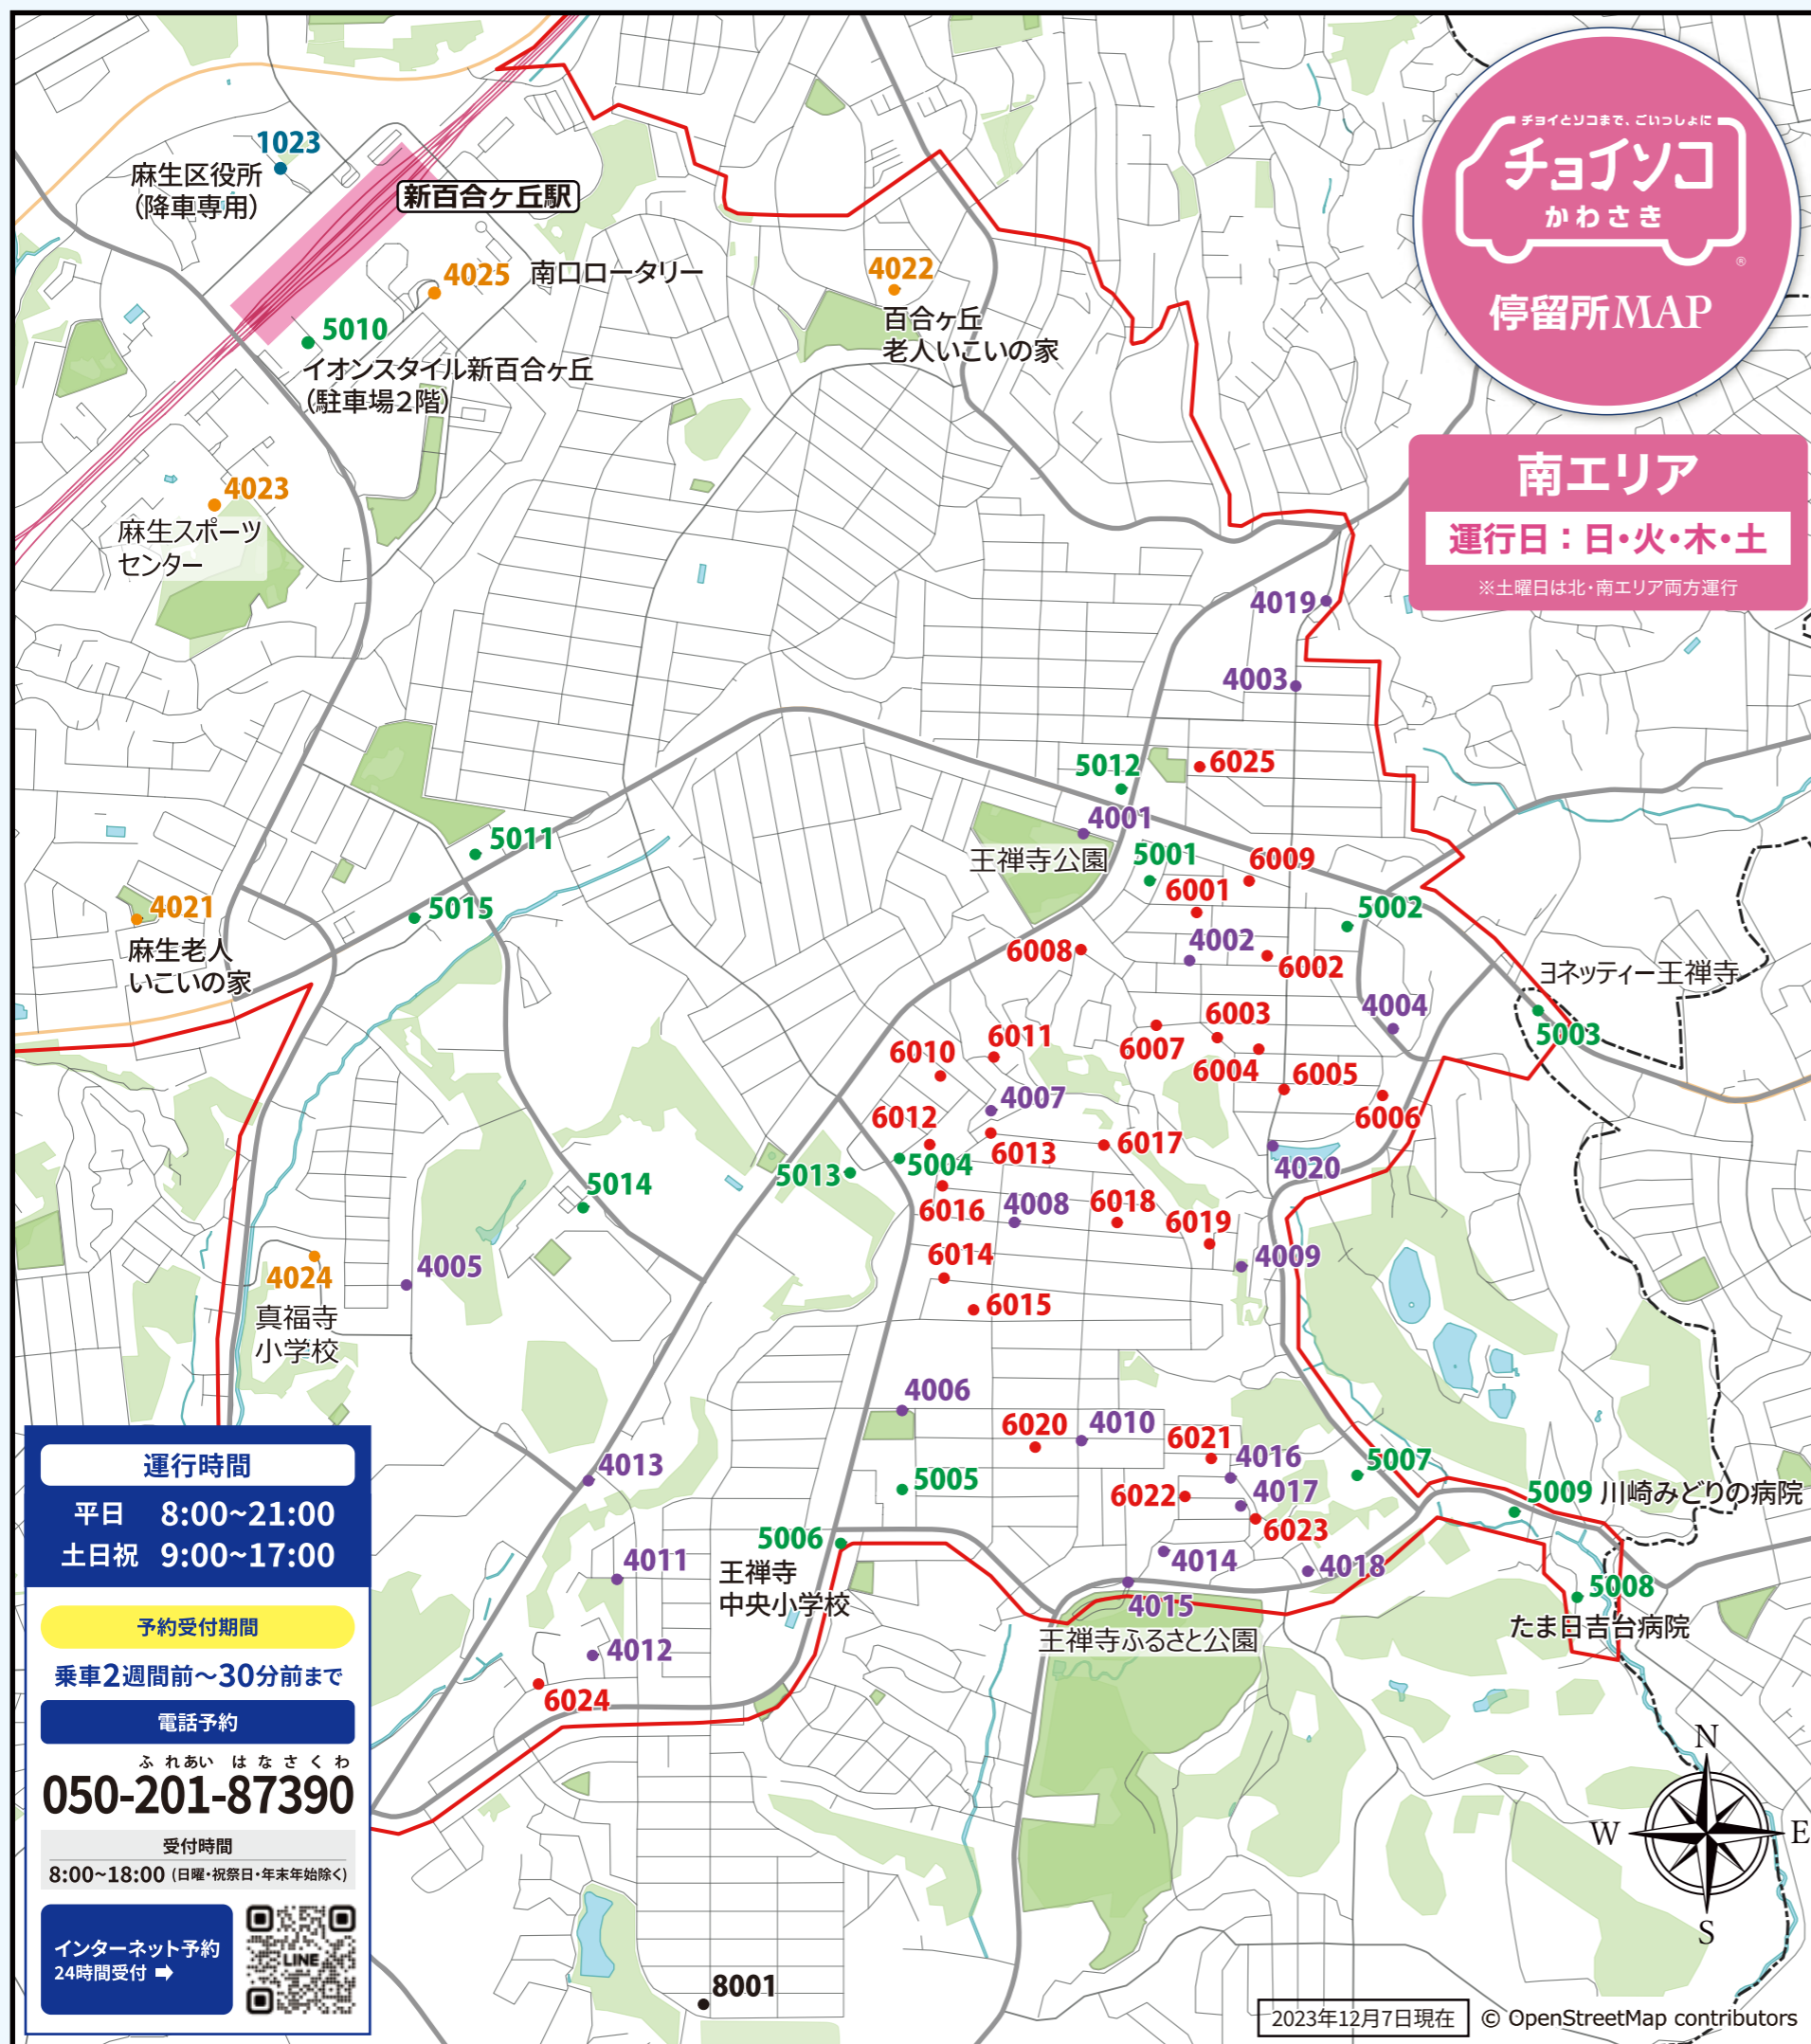 チョイとソコまで、ごいっしょに
チョイソコ
かわさき
®
停留所MAP
南エリア
運行日：日・火・木・土
※土曜日は北・南エリア両方運行
1023
麻生区役所
（降車専用）
新百合ヶ丘駅
4025 南口ロータリー
4022
百合ヶ丘
老人いこいの家
5010
イオンスタイル新百合ヶ丘
（駐車場2階）
4023
麻生スポーツ
センター
4019
4003
6025
5012
4001
王禅寺公園
5001
6009
6001
5011
5002
4021
麻生老人
いこいの家
5015
4002
6008
6002
ヨネッティー王禅寺
4004
5003
6003
6011
6007
6010
6004
6005
4007
6006
6012
6013
6017
5004
5013
4020
5014
6016
4008
6018
6019
6014
4009
4005
4024
真福寺
小学校
6015
4006
6020
4010
6021
4016
5007
4013
5005
6022
4017
5009 川崎みどりの病院
6023
5006
王禅寺
中央小学校
4011
4014
4018
5008
たま日吉台病院
4015
王禅寺ふるさと公園
4012
6024
8001
運行時間
平日 8:00~21:00
土日祝 9:00~17:00
予約受付期間
乗車2週間前～30分前まで
電話予約
ふ れあい は な さ く わ
050-201-87390
受付時間
8:00~18:00 (日曜・祝祭日・年末年始除く)
インターネット予約
24時間受付 ➡
LINE
N
W
E
S
2023年12月7日現在
© OpenStreetMap contributors